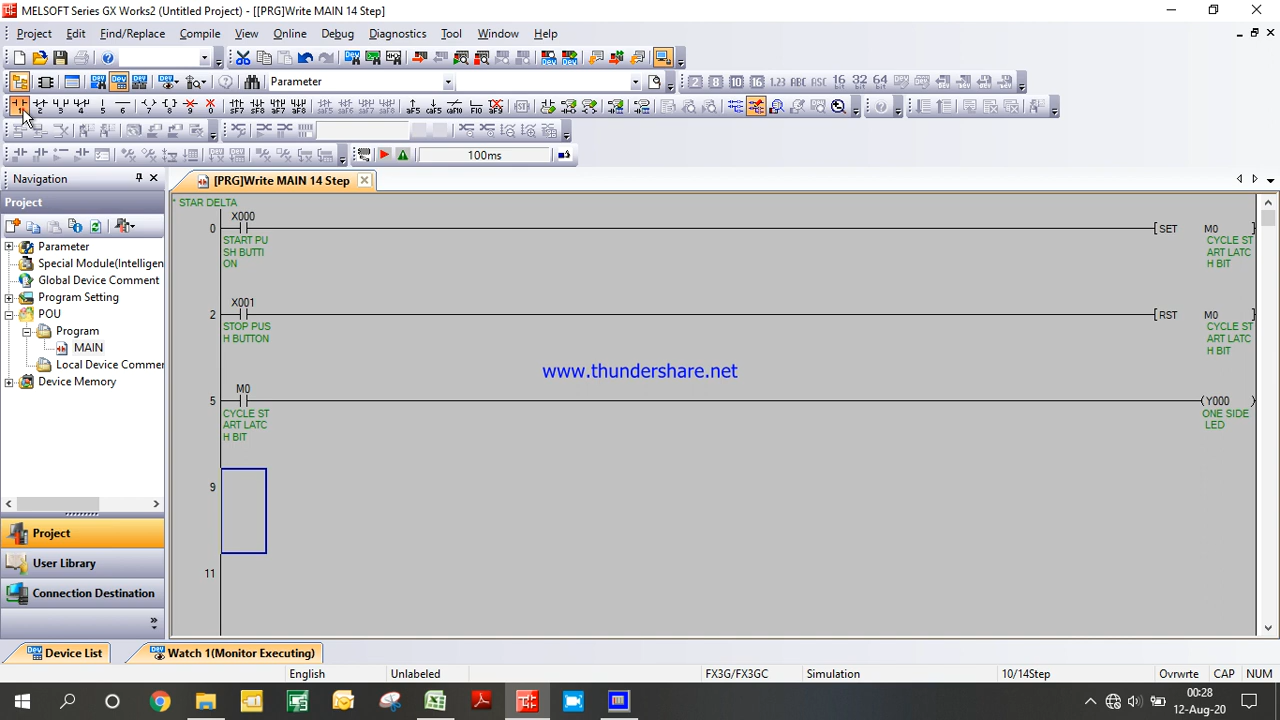 MELSOFT Series GX Works2 (Untitled Project) - [[PRG]Write MAIN 14 Step]
Project Edit Find/Replace Compile View Online Debug Diagnostics Tool Window Help
Parameter
100ms
Navigation
[PRG]Write MAIN 14 Step
Project
Parameter
Special Module(Intelligen
Global Device Comment
Program Setting
POU
Program
MAIN
Local Device Commer
Device Memory
Project
User Library
Connection Destination
* STAR DELTA
0
X000
START PU
SH BUTTI
ON
SET M0
CYCLE ST
ART LATC
H BIT
2
X001
STOP PUS
H BUTTON
RST M0
CYCLE ST
ART LATC
H BIT
www.thundershare.net
5
M0
CYCLE ST
ART LATC
H BIT
Y000
ONE SIDE
LED
9
11
Device List
Watch 1(Monitor Executing)
English Unlabeled FX3G/FX3GC Simulation 10/14Step Ovrwrte CAP NUM
00:28
12-Aug-20